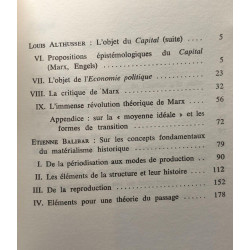 LOUIS ALTHUSSER : L'objet du Capital (suite) ... 5
VI. Propositions épistémologiques du Capital
(Marx, Engels) ... 5
VII. L'objet de l'Economie politique ... 23
VIII. La critique de Marx ... 32
IX. L'immense révolution théorique de Marx ... 56
Appendice : sur la « moyenne idéale » et les
formes de transition ... 72
ETIENNE BALIBAR : Sur les concepts fondamentaux
du matérialisme historique ... 79
I. De la périodisation aux modes de production ... 90
II. Les éléments de la structure et leur histoire ... 112
III. De la reproduction ... 152
IV. Eléments pour une théorie du passage ... 178